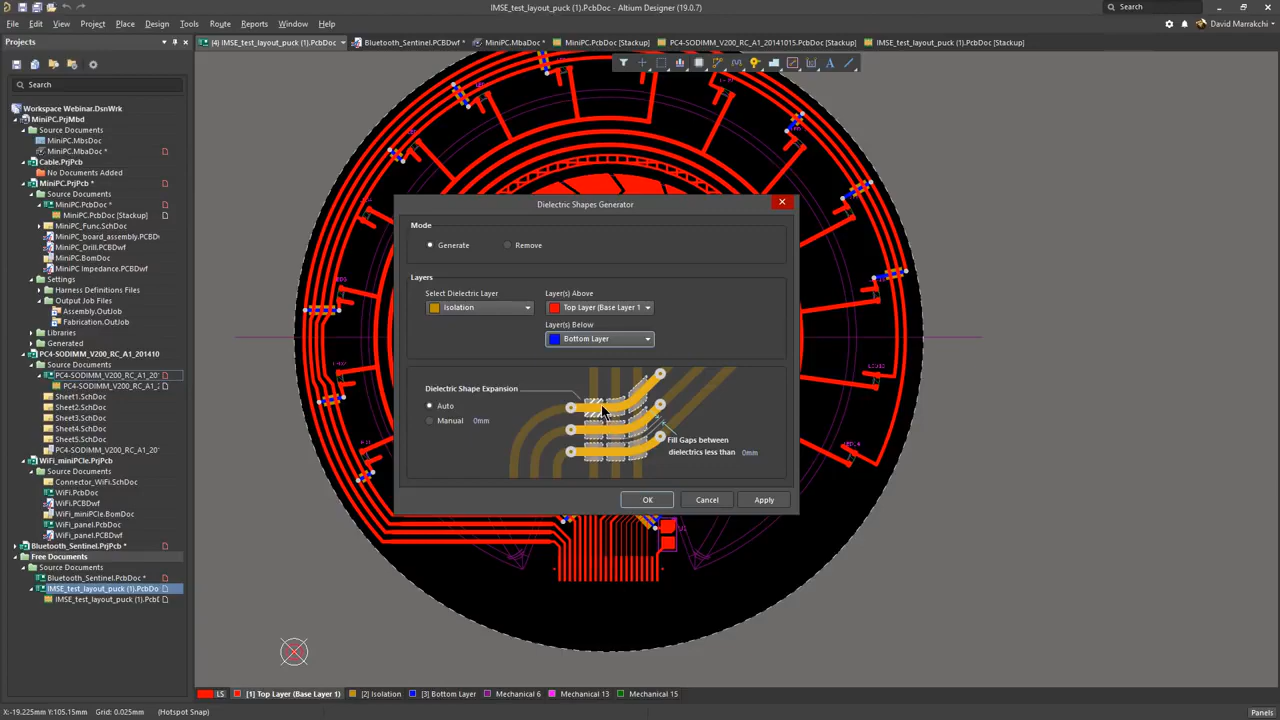 IMSE_test_layout_puck (1).PcbDoc - Altium Designer (19.0.7)
Search
File Edit View Project Place Design Tools Route Reports Window Help
David Marrakchi
Projects
(4) IMSE_test_layout_puck (1).PcbDoc
Bluetooth_Sentinel.PCBDwf *
MiniPC.MbaDoc *
MiniPC.PcbDoc [Stackup]
PC4-SODIMM_V200_RC_A1_20141015.PcbDoc [Stackup]
IMSE_test_layout_puck (1).PcbDoc [Stackup]
Search
Workspace Webinar.DsnWrk
MiniPC.PrjMbd
Source Documents
MiniPC.MbsDoc
MiniPC.MbaDoc *
Cable.PrjPcb
No Documents Added
MiniPC.PrjPcb *
Source Documents
MiniPC.PcbDoc *
MiniPC.PcbDoc [Stackup]
MiniPC_Func.SchDoc
MiniPC_board_assembly.PCBD
MiniPC_Drill.PCBDwf
MiniPC.BomDoc
MiniPC Impedance.PCBDwf
Settings
Harness Definitions Files
Output Job Files
Assembly.OutJob
Fabrication.OutJob
Libraries
Generated
PC4-SODIMM_V200_RC_A1_201410
Source Documents
PC4-SODIMM_V200_RC_A1_201
PC4-SODIMM_V200_RC_A1_2
Sheet1.SchDoc
Sheet2.SchDoc
Sheet3.SchDoc
Sheet4.SchDoc
Sheet5.SchDoc
PC4-SODIMM_V200_RC_A1_201
WiFi_miniPCIe.PrjPcb
Source Documents
Connector_WiFi.SchDoc
WiFi.PcbDoc
WiFi.PCBDwf
WiFi_miniPCIe.BomDoc
WiFi_panel.PcbDoc
WiFi_panel.PCBDwf
Bluetooth_Sentinel.PrjPcb *
Free Documents
Source Documents
Bluetooth_Sentinel.PcbDoc *
IMSE_test_layout_puck (1).PcbDo
IMSE_test_layout_puck (1).Pcbl
Dielectric Shapes Generator
Mode
Generate
Remove
Layers
Select Dielectric Layer
Layer(s) Above
Isolation
Top Layer (Base Layer 1
Layer(s) Below
Bottom Layer
Dielectric Shape Expansion
Auto
Manual 0mm
Fill Gaps between
dielectrics less than 0mm
OK
Cancel
Apply
LS
[1] Top Layer (Base Layer 1)
[2] Isolation
[3] Bottom Layer
Mechanical 6
Mechanical 13
Mechanical 15
X:-19.225mm Y:105.15mm Grid: 0.025mm (Hotspot Snap)
Panels